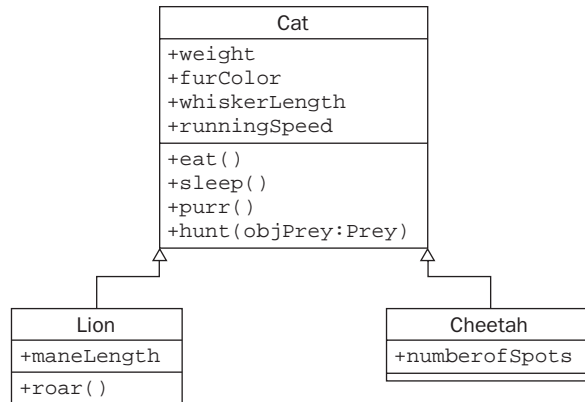 Cat
+weight
+furColor
+whiskerLength
+runningSpeed
+eat()
+sleep()
+purr()
+hunt(objPrey:Prey)
Lion
+maneLength
+roar()
Cheetah
+numberofSpots